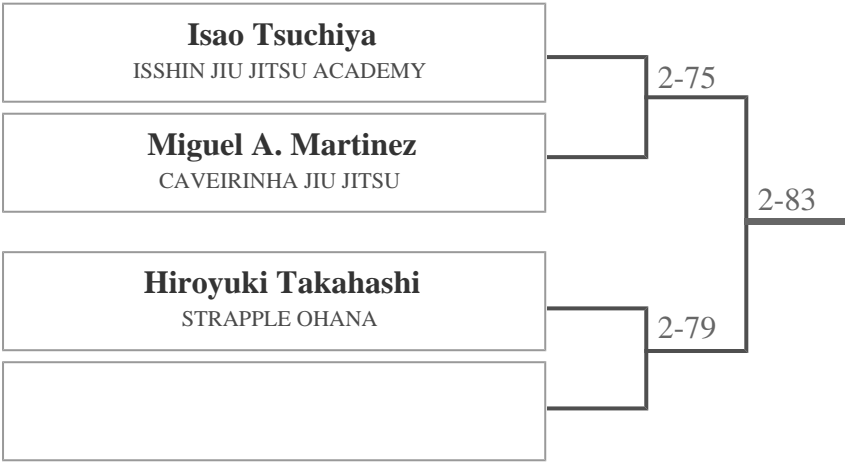 Isao Tsuchiya
ISSHIN JIU JITSU ACADEMY
2-75
Miguel A. Martinez
CAVEIRINHA JIU JITSU
2-83
Hiroyuki Takahashi
STRAPPLE OHANA
2-79